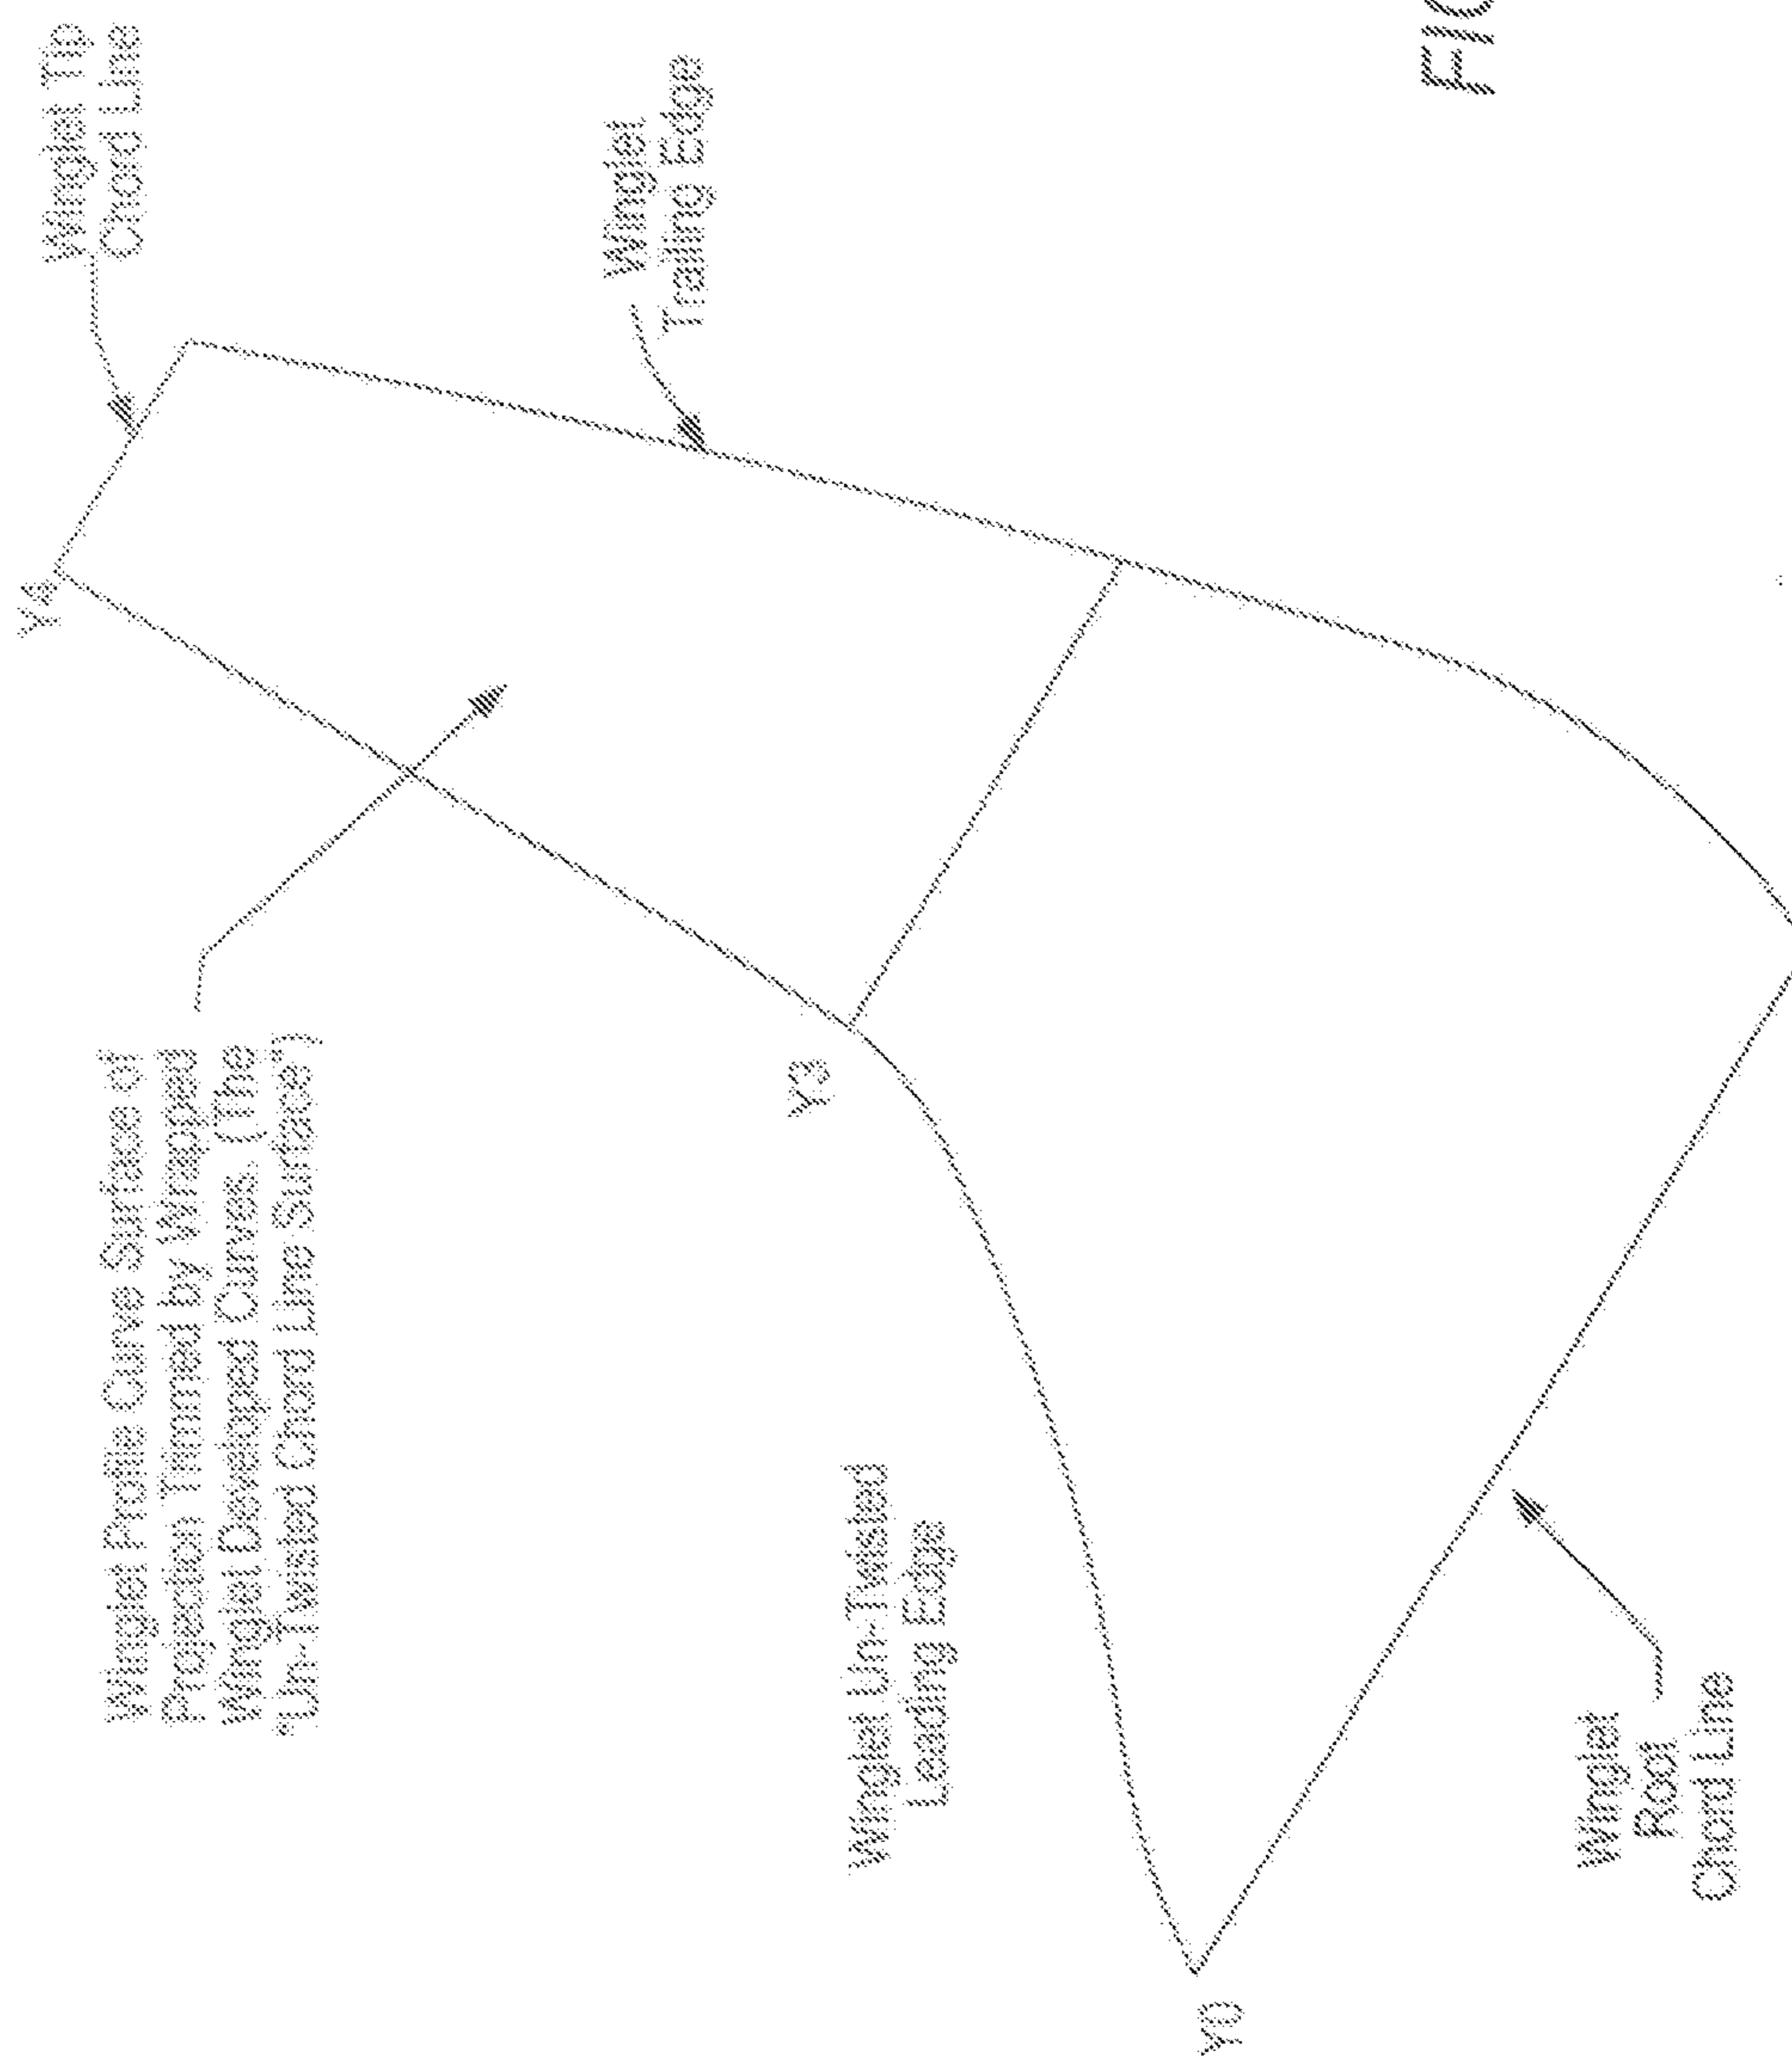 Winglet Tip
Chord Line
Winglet
Trailing Edge
Y4
Winglet Profile Curve Surface of
Projection Trimmed by Wrapped
Winglet Developed Curves. (The
"Un-Twisted Chord Line Surface")
Y3
Winglet Un-Twisted
Leading Edge
Y0
Winglet
Root
Chord Line